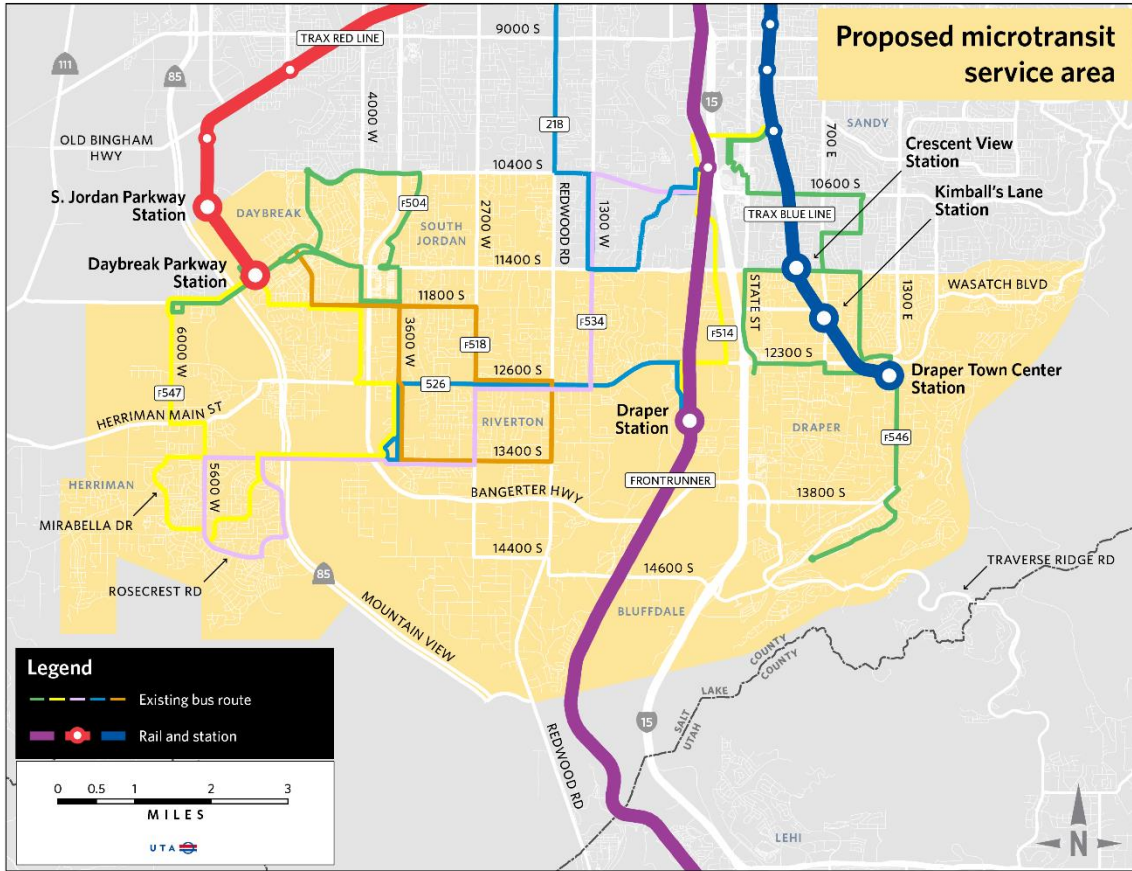 Proposed microtransit
service area
9000 S
TRAX RED LINE
111
85
15
4000 W
218
OLD BINGHAM
HWY
700 E
SANDY
Crescent View
Station
Kimball's Lane
Station
10400 S
10600 S
S. Jordan Parkway
Station
DAYBREAK
F504
SOUTH
JORDAN
2700 W
REDWOOD RD
1300 W
TRAX BLUE LINE
Daybreak Parkway
Station
11400 S
STATE ST
1300 E
WASATCH BLVD
11800 S
6000 W
3600 W
F518
F534
F514
12300 S
12600 S
526
F547
HERRIMAN MAIN ST
Draper Town Center
Station
Draper
Station
RIVERTON
DRAPER
F546
13400 S
HERRIMAN
5600 W
FRONTRUNNER
BANGERTER HWY
13800 S
MIRABELLA DR
14400 S
TRAVERSE RIDGE RD
ROSECREST RD
85
14600 S
MOUNTAIN VIEW
BLUFFDALE
COUNTY
COUNTY
SALT LAKE
UTAH
15
REDWOOD RD
LEHI
Legend
Existing bus route
Rail and station
0 0.5 1 2 3
MILES
UTA
N